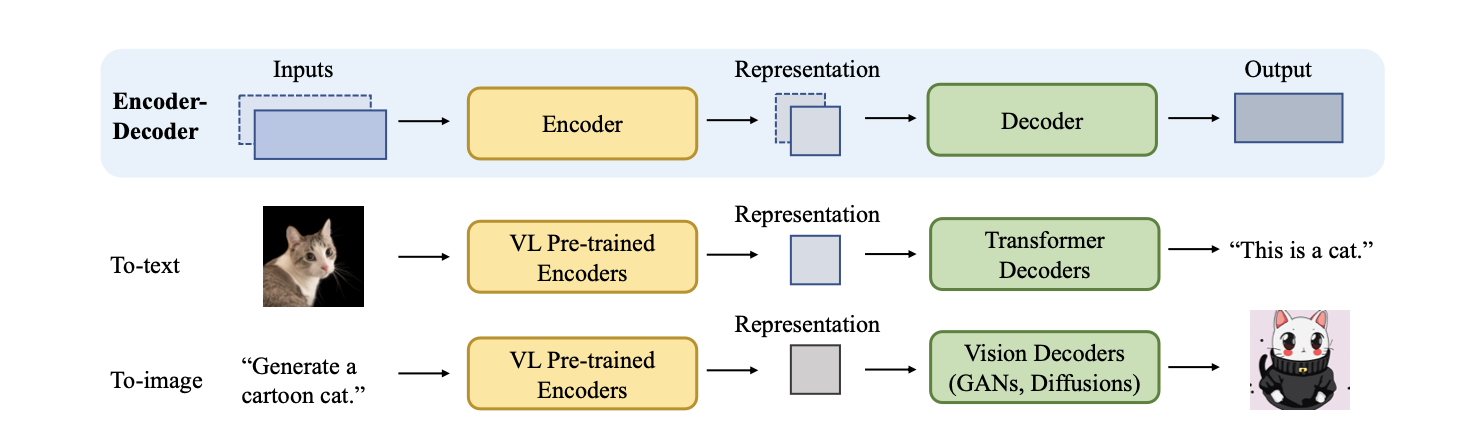 Inputs
Representation
Output
Encoder-
Decoder
Encoder
Decoder
Representation
To-text
VL Pre-trained
Encoders
Transformer
Decoders
“This is a cat.”
Representation
To-image
“Generate a
cartoon cat.”
VL Pre-trained
Encoders
Vision Decoders
(GANs, Diffusions)